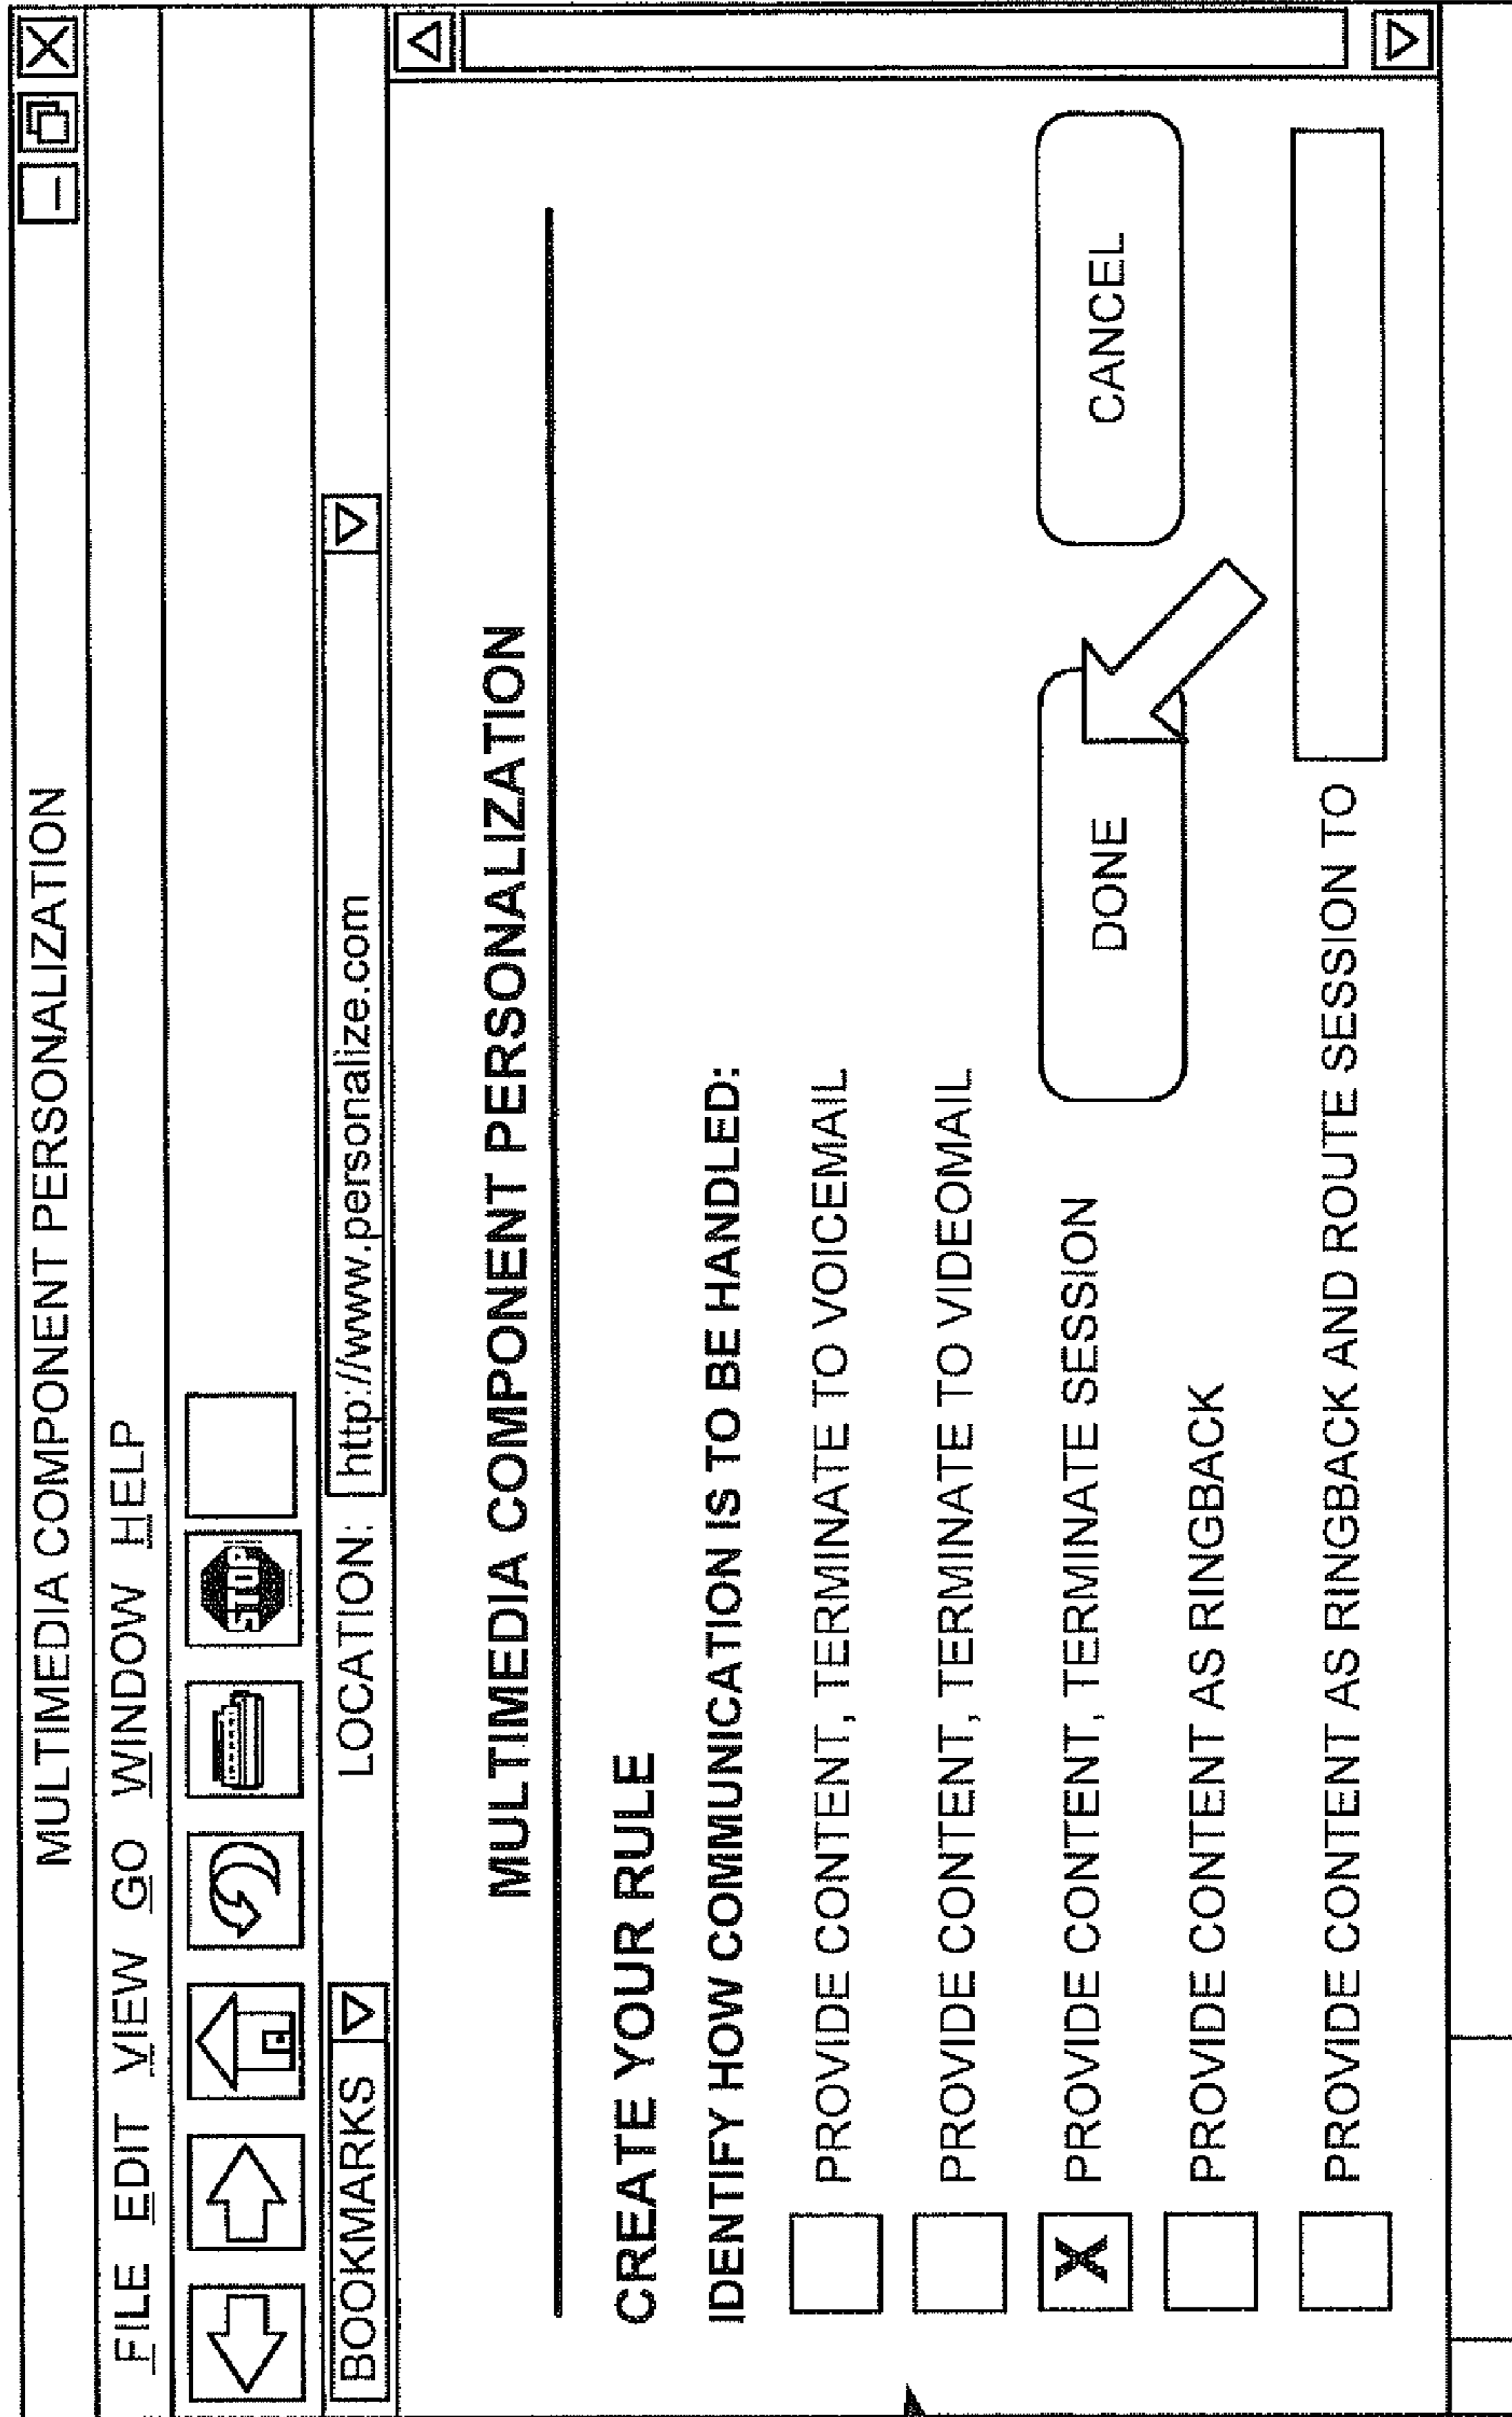 MULTIMEDIA COMPONENT PERSONALIZATION
FILE EDIT VIEW GO WINDOW HELP
STOP
BOOKMARKS LOCATION: http://www.personalize.com
MULTIMEDIA COMPONENT PERSONALIZATION
CREATE YOUR RULE
IDENTIFY HOW COMMUNICATION IS TO BE HANDLED:
PROVIDE CONTENT, TERMINATE TO VOICEMAIL
PROVIDE CONTENT, TERMINATE TO VIDEOMAIL
X PROVIDE CONTENT, TERMINATE SESSION DONE CANCEL
PROVIDE CONTENT AS RINGBACK
PROVIDE CONTENT AS RINGBACK AND ROUTE SESSION TO